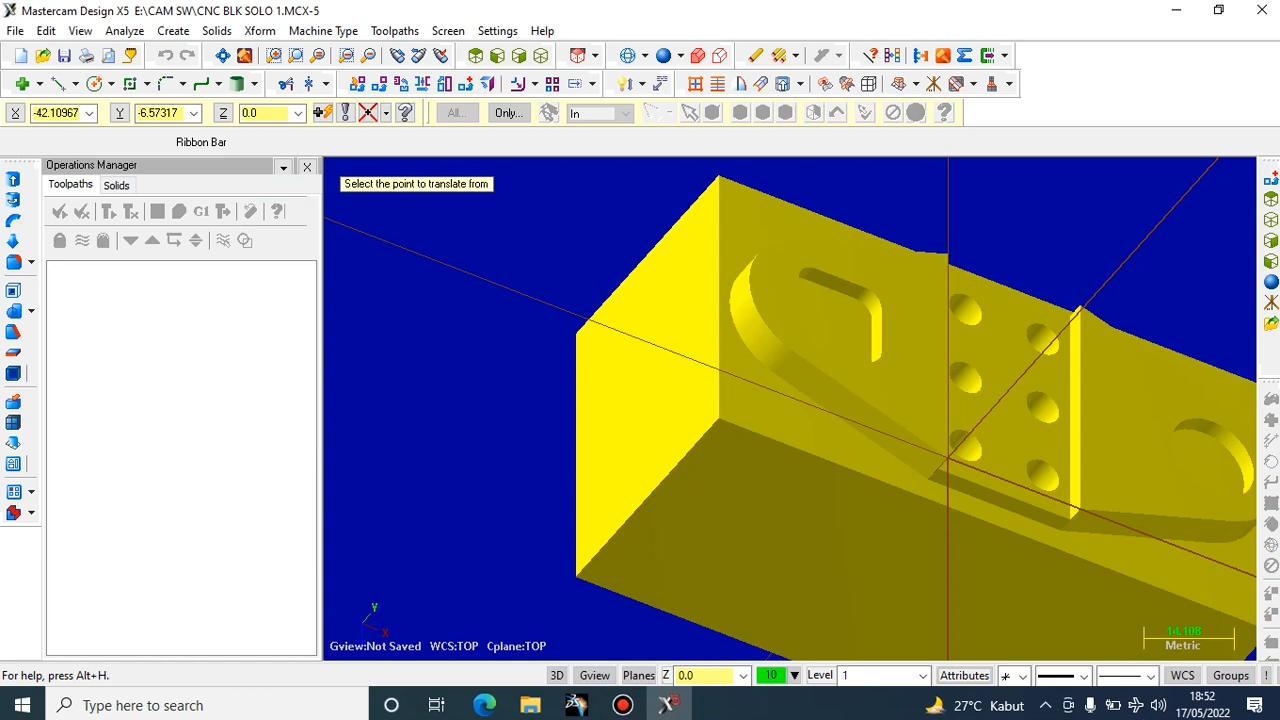 Mastercam Design X5 E:\CAM SW\CNC BLK SOLO 1.MCX-5
File Edit View Analyze Create Solids Xform Machine Type Toolpaths Screen Settings Help
X -42.10967 Y -6.57317 Z 0.0 All... Only... In
Ribbon Bar
Operations Manager
Toolpaths Solids
G1
Select the point to translate from
Y
X
Gview:Not Saved WCS:TOP Cplane:TOP
14.108
Metric
For help, press Alt+H. 3D Gview Planes Z 0.0 10 Level 1 Attributes WCS Groups !
Type here to search
27°C Kabut
18:52
17/05/2022